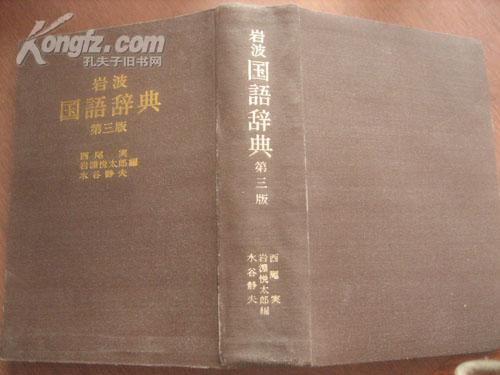 Kongfz.com
孔夫子旧书网
岩波
国語辞典
第三版
西尾実
岩淵悦太郎編
水谷静夫
岩波
国語辞典
第三版
西尾実
岩淵悦太郎編
水谷静夫